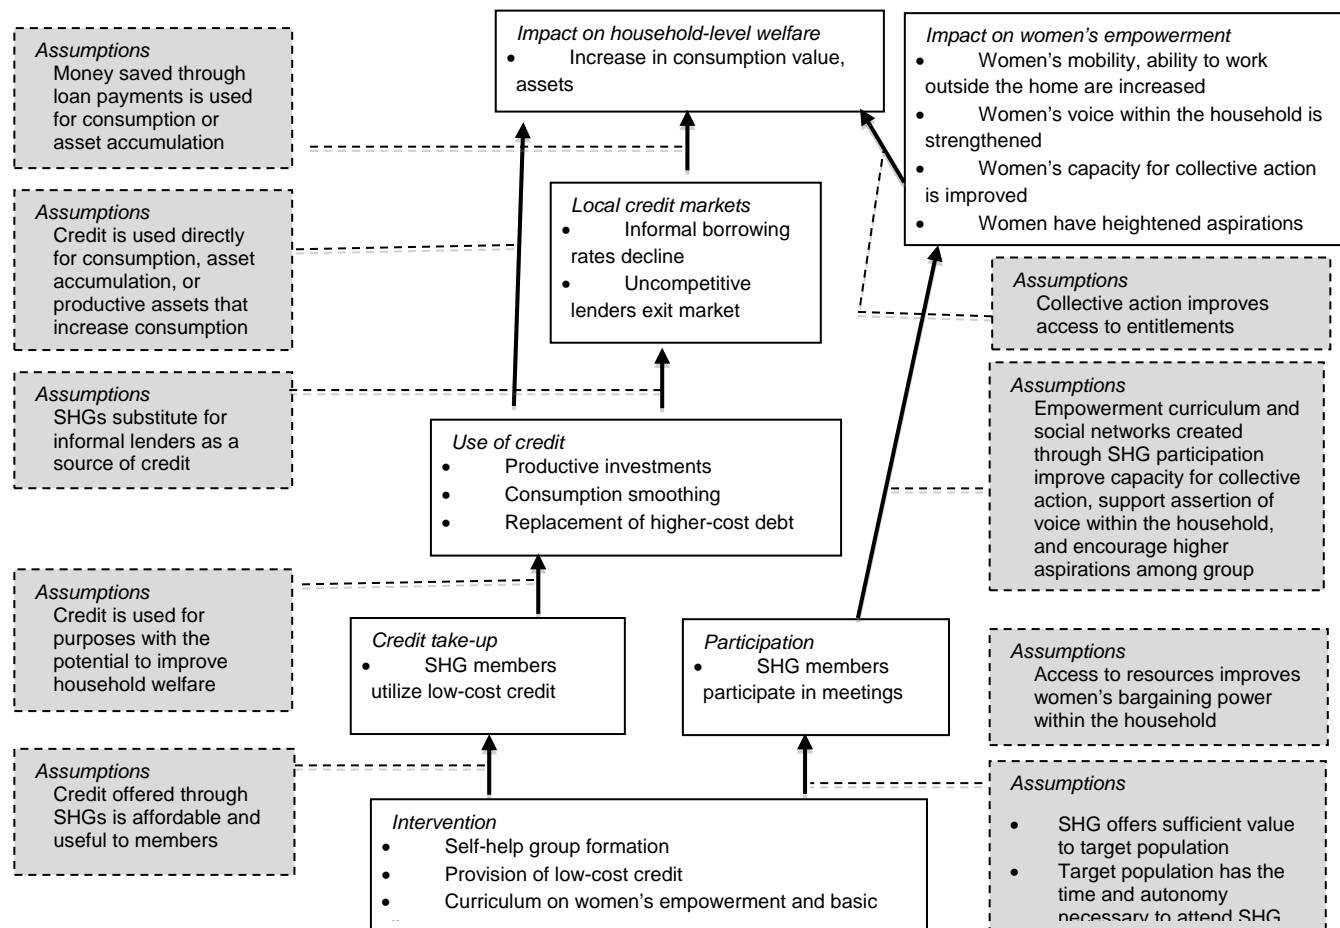 Assumptions
Money saved through
loan payments is used
for consumption or
asset accumulation
Assumptions
Credit is used directly
for consumption, asset
accumulation, or
productive assets that
increase consumption
Assumptions
SHGs substitute for
informal lenders as a
source of credit
Assumptions
Credit is used for
purposes with the
potential to improve
household welfare
Assumptions
Credit offered through
SHGs is affordable and
useful to members
Impact on household-level welfare
• Increase in consumption value,
assets
Local credit markets
• Informal borrowing
rates decline
• Uncompetitive
lenders exit market
Use of credit
• Productive investments
• Consumption smoothing
• Replacement of higher-cost debt
Credit take-up
• SHG members
utilize low-cost credit
Participation
• SHG members
participate in meetings
Intervention
• Self-help group formation
• Provision of low-cost credit
• Curriculum on women’s empowerment and basic
Impact on women’s empowerment
• Women’s mobility, ability to work
outside the home are increased
• Women’s voice within the household is
strengthened
• Women’s capacity for collective action
is improved
• Women have heightened aspirations
Assumptions
Collective action improves
access to entitlements
Assumptions
Empowerment curriculum and
social networks created
through SHG participation
improve capacity for collective
action, support assertion of
voice within the household,
and encourage higher
aspirations among group
Assumptions
Access to resources improves
women’s bargaining power
within the household
Assumptions
• SHG offers sufficient value
to target population
• Target population has the
time and autonomy
necessary to attend SHG